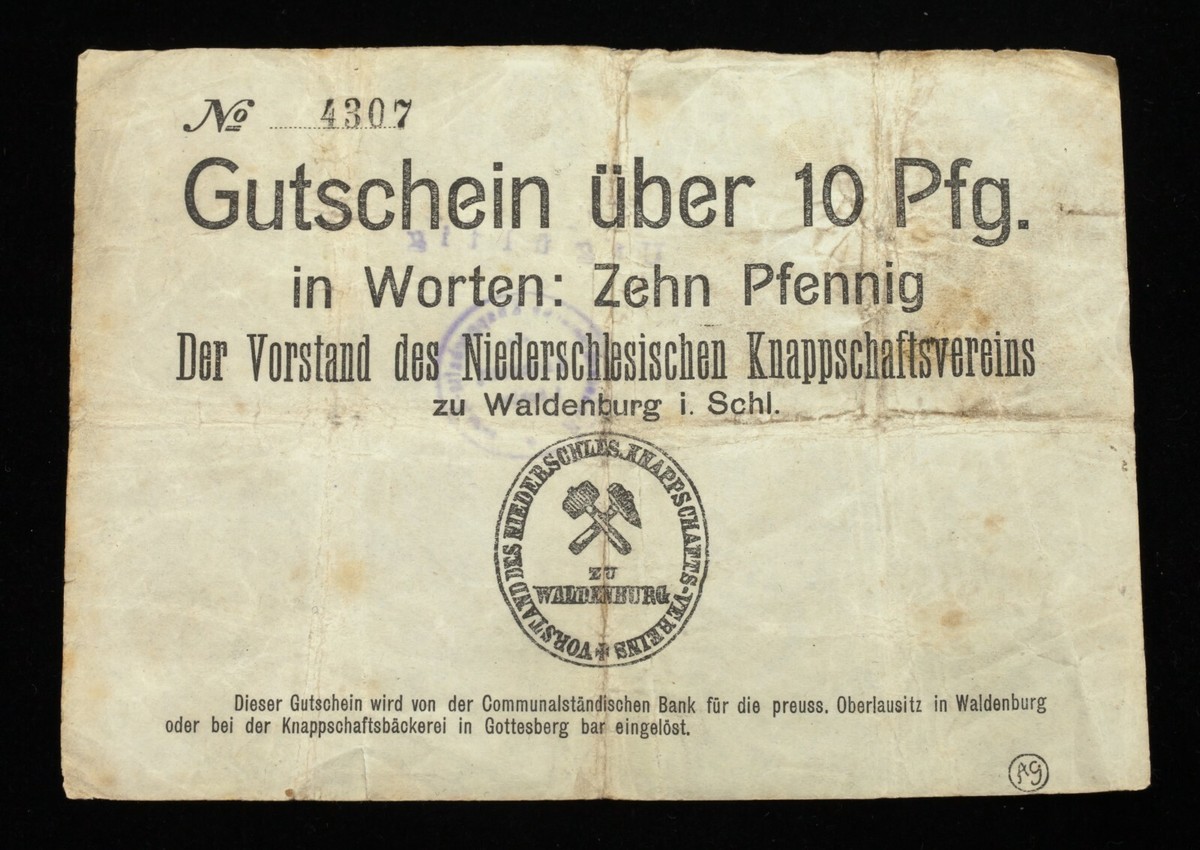 № 4307
Gutschein über 10 Pfg.
in Worten: Zehn Pfennig
Der Vorstand des Niederschlesischen Knappschaftsvereins
zu Waldenburg i. Schl.
VORSTAND DES NIEDERSCHLES. KNAPPSCHAFTS-VEREINS
ZU
WALDENBURG
Dieser Gutschein wird von der Communalständischen Bank für die preuss. Oberlausitz in Waldenburg
oder bei der Knappschaftsbäckerei in Gottesberg bar eingelöst.
AG